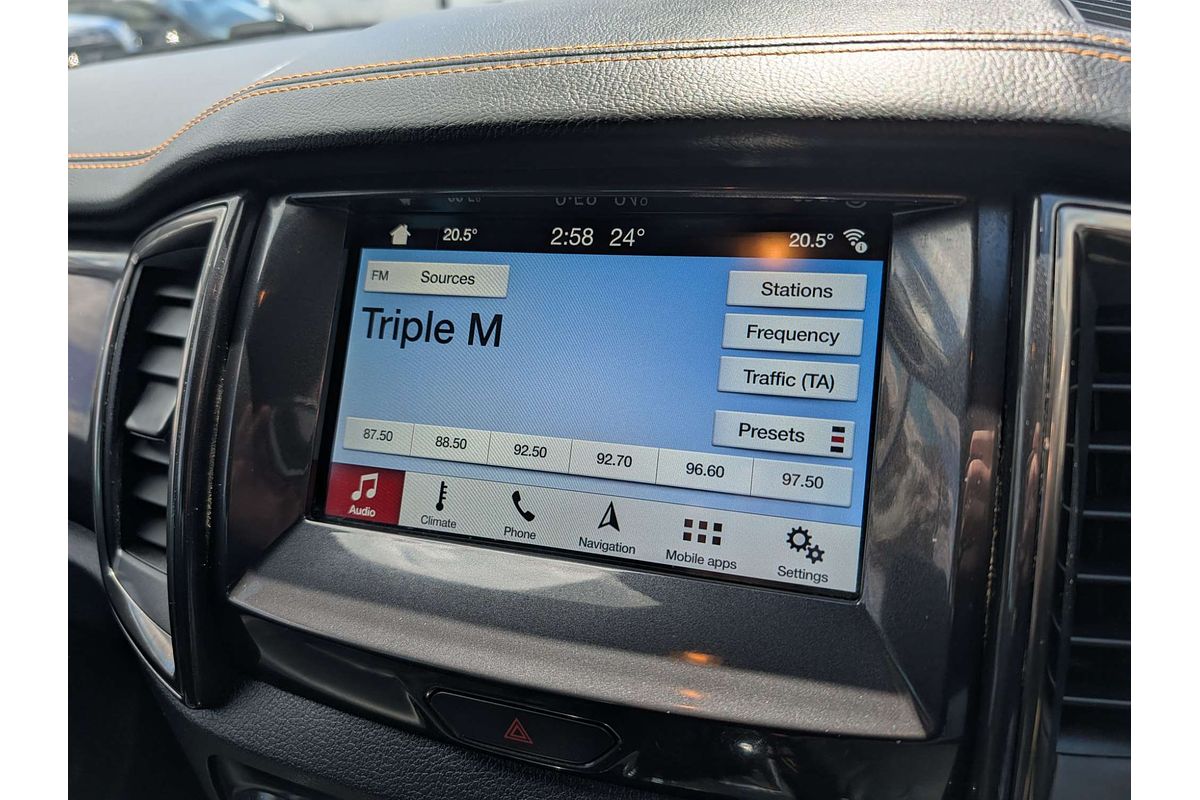 20.5° 2:58 24° 20.5°
FM Sources
Stations
Triple M
Frequency
Traffic (TA)
Presets
87.50 88.50 92.50 92.70 96.60 97.50
Audio Climate Phone Navigation Mobile apps Settings